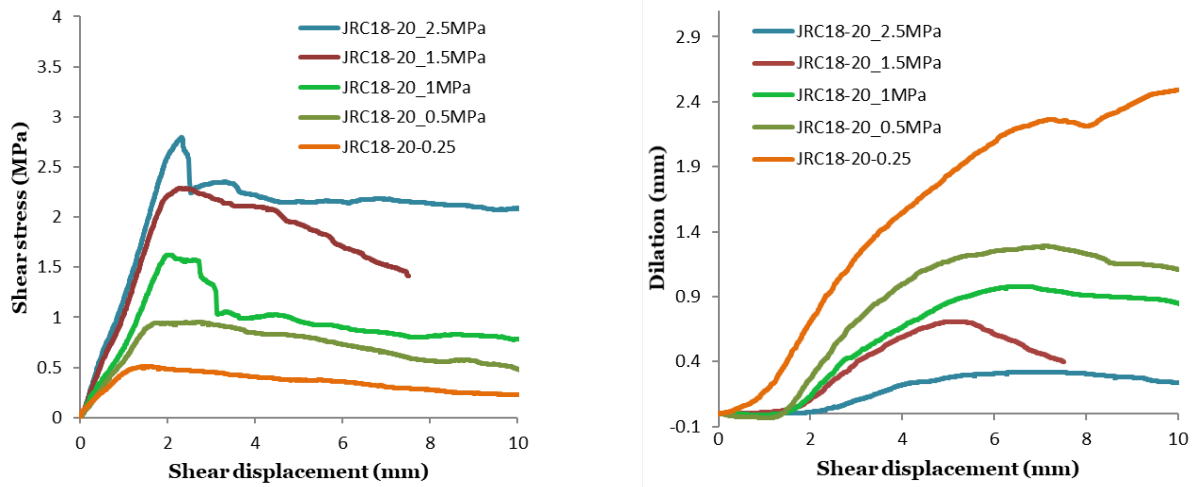 4
3.5
3
2.5
2
1.5
1
0.5
0
0
2
4
6
8
10
Shear stress (MPa)
Shear displacement (mm)
JRC18-20_2.5MPa
JRC18-20_1.5MPa
JRC18-20_1MPa
JRC18-20_0.5MPa
JRC18-20-0.25
2.9
2.4
1.9
1.4
0.9
0.4
-0.1
0
2
4
6
8
10
Dilation (mm)
Shear displacement (mm)
JRC18-20_2.5MPa
JRC18-20_1.5MPa
JRC18-20_1MPa
JRC18-20_0.5MPa
JRC18-20-0.25